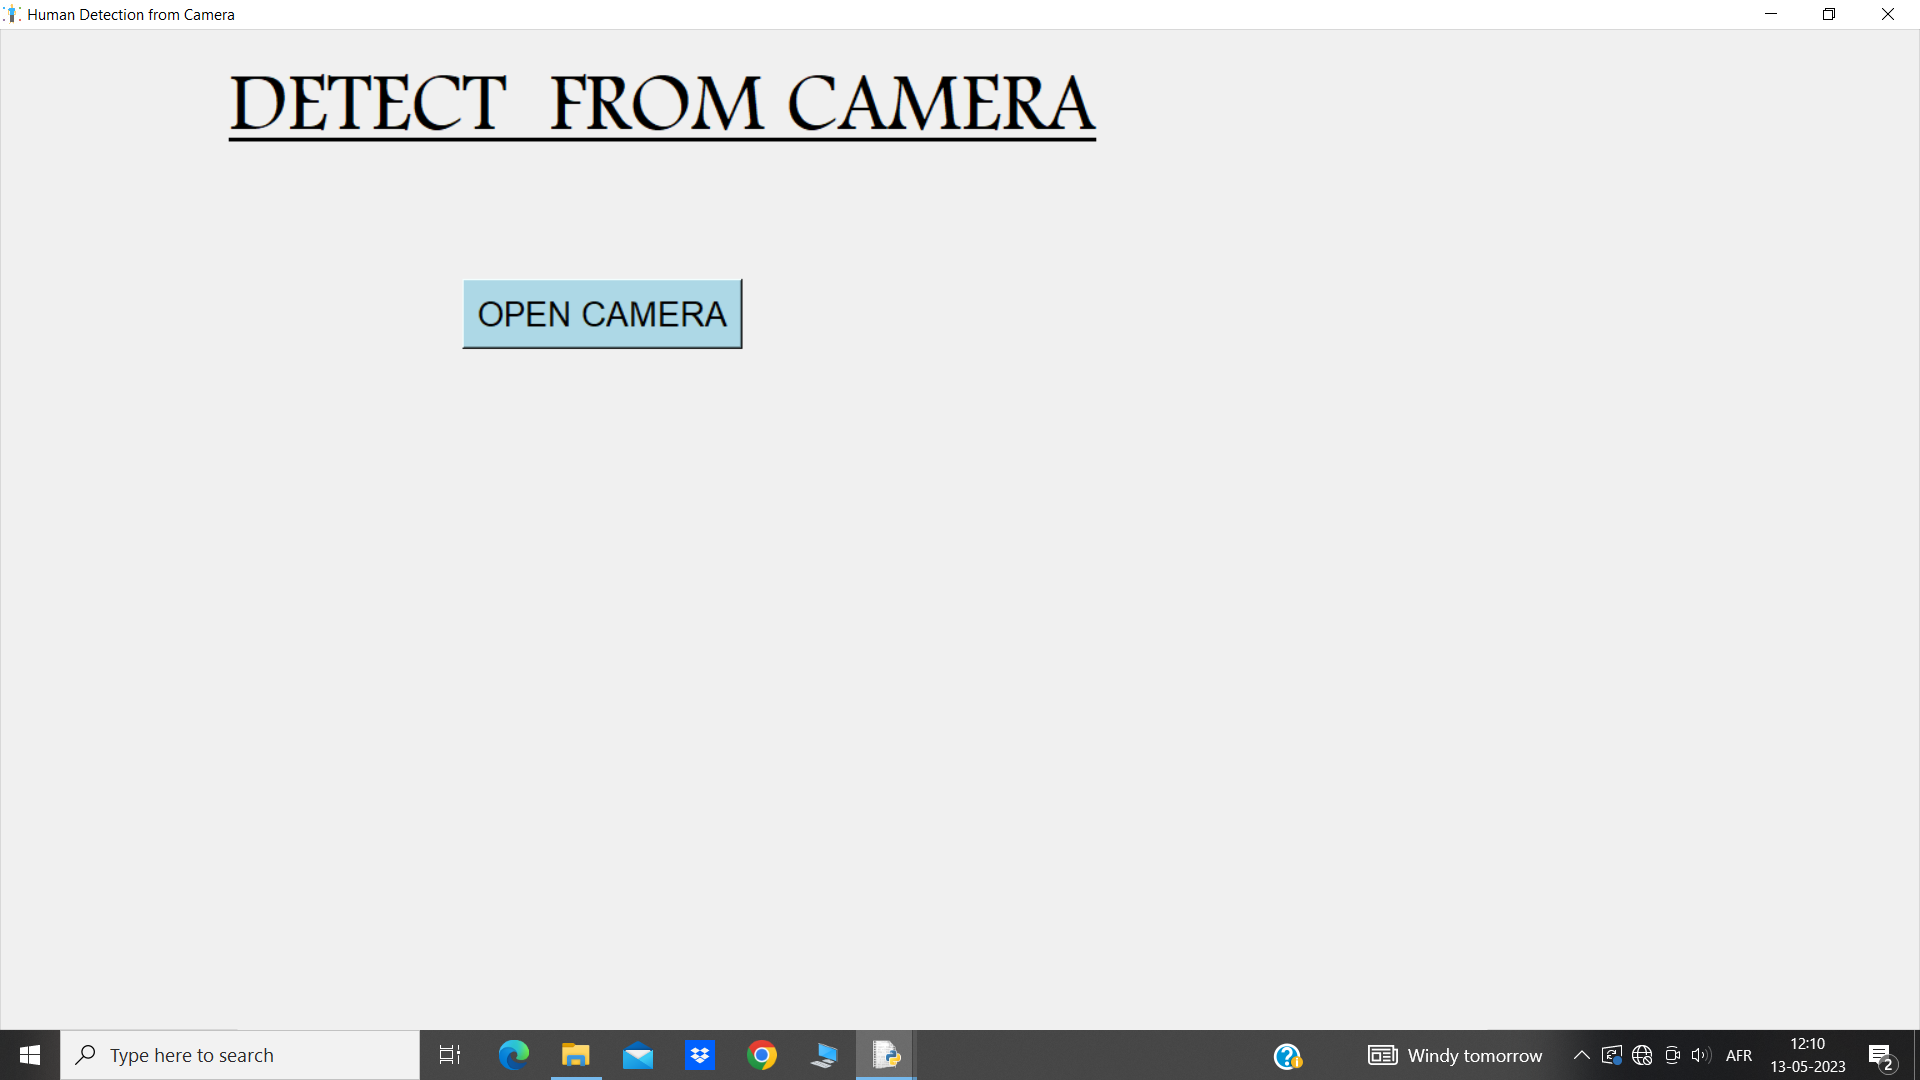 Human Detection from Camera
DETECT FROM CAMERA
OPEN CAMERA
Type here to search
Windy tomorrow
AFR
12:10
13-05-2023
2